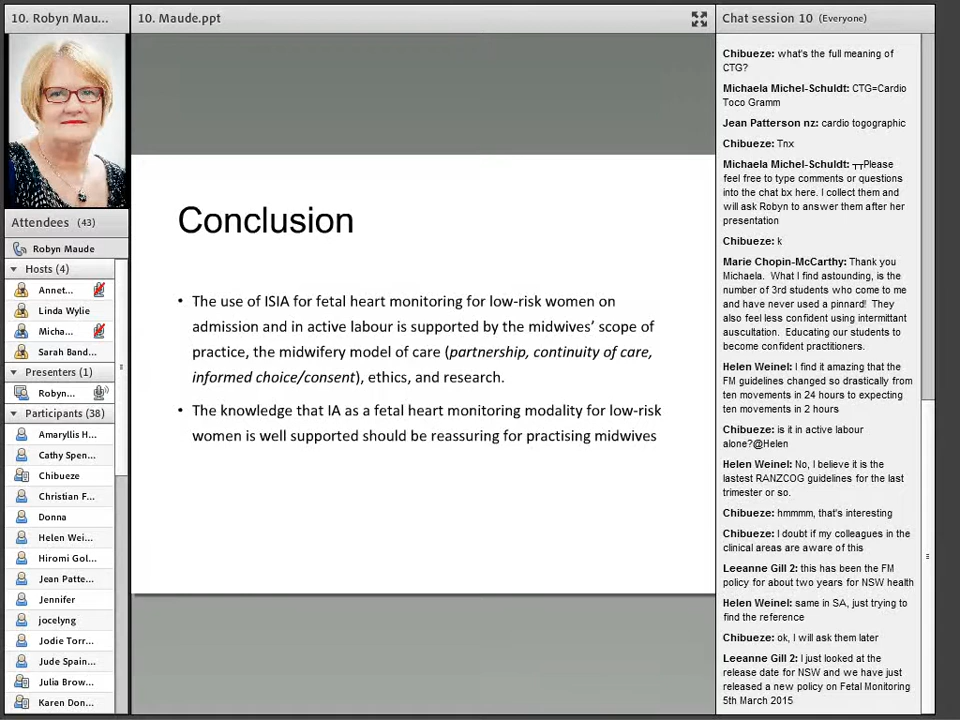 10. Robyn Mau...
Attendees (43)
Robyn Maude
Hosts (4)
Annet...
Linda Wylie
Micha...
Sarah Band...
Presenters (1)
Robyn...
Participants (38)
Amaryllis H...
Cathy Spen...
Chibueze
Christian F...
Donna
Helen Wei...
Hiromi Gol...
Jean Patte...
Jennifer
jocelyng
Jodie Torr...
Jude Spain...
Julia Brow...
Karen Don...
10. Maude.ppt
Conclusion
• The use of ISIA for fetal heart monitoring for low-risk women on
admission and in active labour is supported by the midwives’ scope of
practice, the midwifery model of care (partnership, continuity of care,
informed choice/consent), ethics, and research.
• The knowledge that IA as a fetal heart monitoring modality for low-risk
women is well supported should be reassuring for practising midwives
Chat session 10 (Everyone)
Chibueze: what's the full meaning of
CTG?
Michaela Michel-Schuldt: CTG=Cardio
Toco Gramm
Jean Patterson nz: cardio togographic
Chibueze: Tnx
Michaela Michel-Schuldt: ┬┬Please
feel free to type comments or questions
into the chat bx here. I collect them and
will ask Robyn to answer them after her
presentation
Chibueze: k
Marie Chopin-McCarthy: Thank you
Michaela. What I find astounding, is the
number of 3rd students who come to me
and have never used a pinnard! They
also feel less confident using intermittant
auscultation. Educating our students to
become confident practitioners.
Helen Weinel: I find it amazing that the
FM guidelines changed so drastically from
ten movements in 24 hours to expecting
ten movements in 2 hours
Chibueze: is it in active labour
alone?@Helen
Helen Weinel: No, I believe it is the
lastest RANZCOG guidelines for the last
trimester or so.
Chibueze: hmmmm, that's interesting
Chibueze: I doubt if my colleagues in the
clinical areas are aware of this
Leeanne Gill 2: this has been the FM
policy for about two years for NSW health
Helen Weinel: same in SA, just trying to
find the reference
Chibueze: ok, I will ask them later
Leeanne Gill 2: I just looked at the
release date for NSW and we have just
released a new policy on Fetal Monitoring
5th March 2015